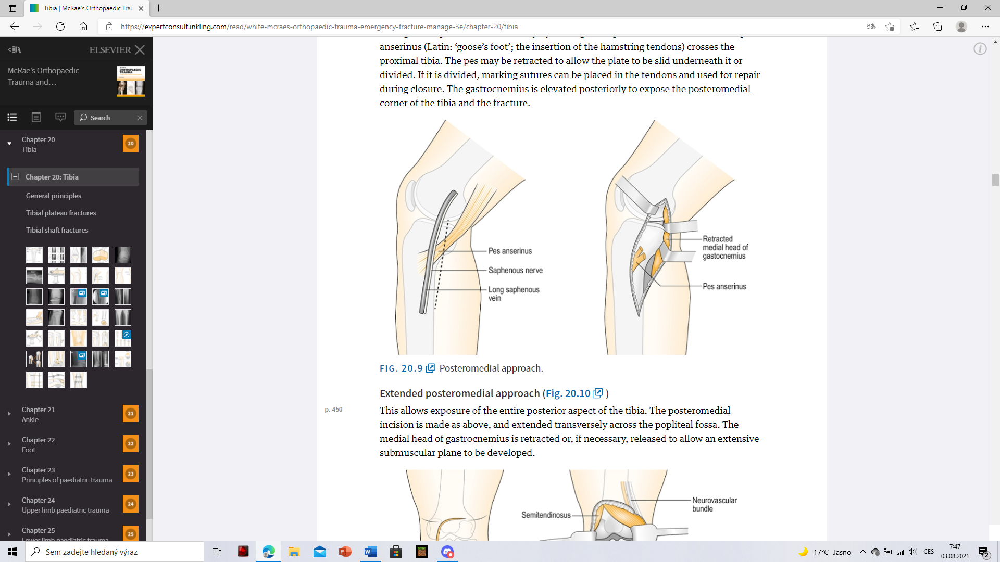 Tibia | McRae's Orthopaedic Trau
https://expertconsult.inkling.com/read/white-mcraes-orthopaedic-trauma-emergency-fracture-manage-3e/chapter-20/tibia
ELSEVIER
McRae's Orthopaedic
Trauma and...
ORTHOPAEDIC
TRAUMA
Search
Chapter 20
Tibia
20
Chapter 20: Tibia
General principles
Tibial plateau fractures
Tibial shaft fractures
Chapter 21
Ankle
21
Chapter 22
Foot
22
Chapter 23
Principles of paediatric trauma
23
Chapter 24
Upper limb paediatric trauma
24
Chapter 25
Lower limb paediatric trauma
25
anserinus (Latin: ‘goose’s foot’; the insertion of the hamstring tendons) crosses the
proximal tibia. The pes may be retracted to allow the plate to be slid underneath it or
divided. If it is divided, marking sutures can be placed in the tendons and used for repair
during closure. The gastrocnemius is elevated posteriorly to expose the posteromedial
corner of the tibia and the fracture.
Pes anserinus
Saphenous nerve
Long saphenous
vein
Retracted
medial head of
gastocnemius
Pes anserinus
FIG. 20.9 Posteromedial approach.
Extended posteromedial approach (Fig. 20.10 )
p. 450
This allows exposure of the entire posterior aspect of the tibia. The posteromedial
incision is made as above, and extended transversely across the popliteal fossa. The
medial head of gastrocnemius is retracted or, if necessary, released to allow an extensive
submuscular plane to be developed.
Semitendinosus
Neurovascular
bundle
Sem zadejte hledaný výraz
17°C Jasno
CES
7:47
03.08.2021
2